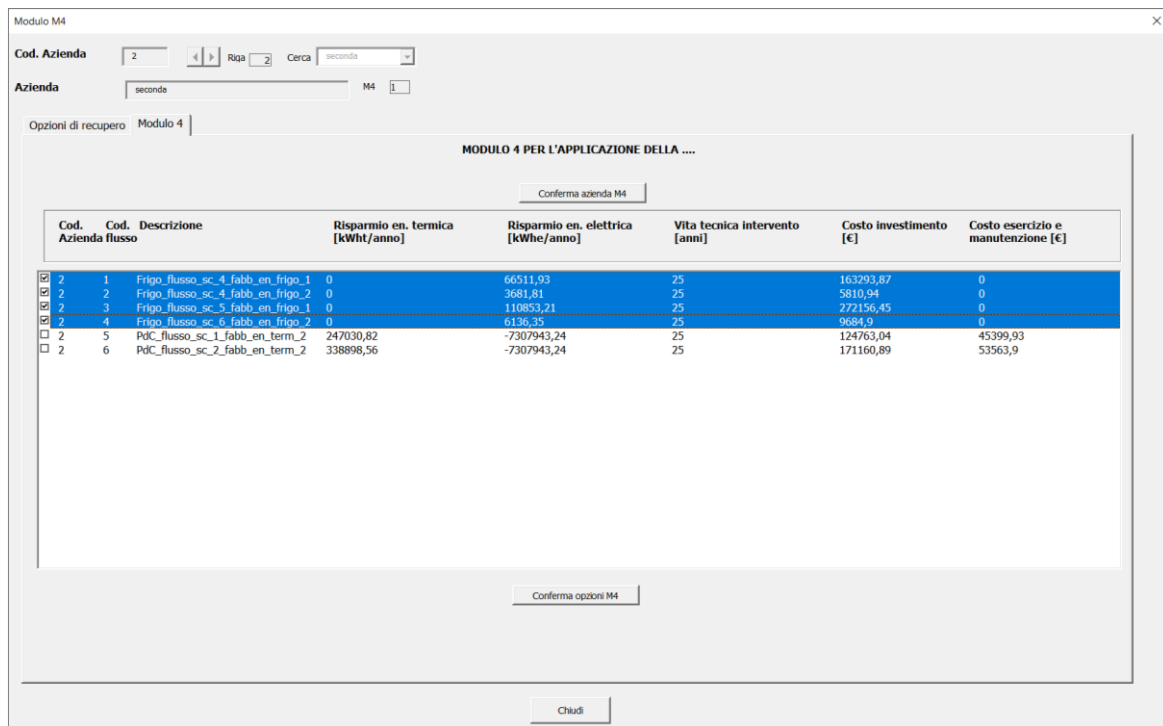 Modulo M4
Cod. Azienda 2 Riga 2 Cerca seconda
Azienda seconda M4 1
Opzioni di recupero Modulo 4
MODULO 4 PER L'APPLICAZIONE DELLA ....
Conferma azienda M4
Cod. Cod. Descrizione Risparmio en. termica Risparmio en. elettrica Vita tecnica intervento Costo investimento Costo esercizio e
Azienda flusso [kWht/anno] [kWhe/anno] [anni] [€] manutenzione [€]
2 1 Frigo_flusso_sc_4_fabb_en_frigo_1 0 66511,93 25 163293,87 0
2 2 Frigo_flusso_sc_4_fabb_en_frigo_2 0 3681,81 25 5810,94 0
2 3 Frigo_flusso_sc_5_fabb_en_frigo_1 0 110853,21 25 272156,45 0
2 4 Frigo_flusso_sc_6_fabb_en_frigo_2 0 6136,35 25 9684,9 0
2 5 PdC_flusso_sc_1_fabb_en_term_2 247030,82 -7307943,24 25 124763,04 45399,93
2 6 PdC_flusso_sc_2_fabb_en_term_2 338898,56 -7307943,24 25 171160,89 53563,9
Conferma opzioni M4
Chiudi